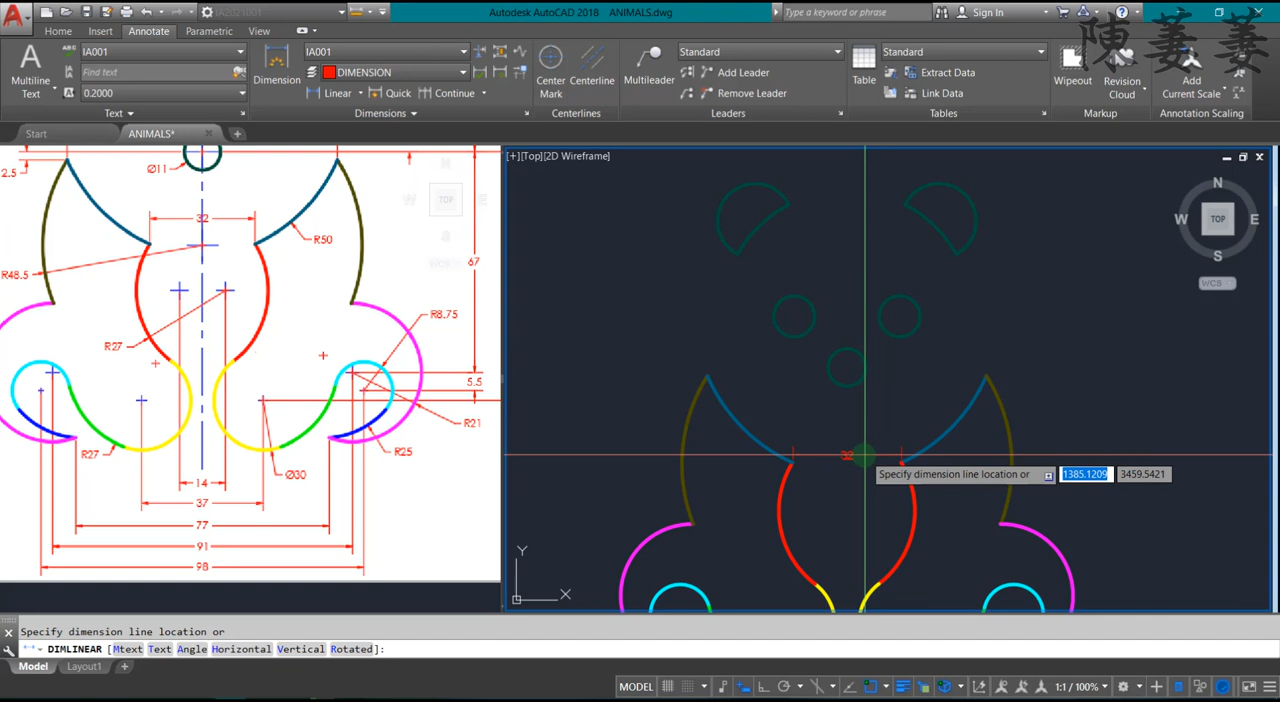 IA2021001
Autodesk AutoCAD 2018 ANIMALS.dwg
Type a keyword or phrase
Sign In
陳萋萋
Home Insert Annotate Parametric View
Multiline
Text
IA001
Find text
0.2000
Text
Dimension
IA001
DIMENSION
Linear Quick Continue
Dimensions
Center
Mark
Centerline
Centerlines
Multileader
Standard
Add Leader
Remove Leader
Leaders
Table
Standard
Extract Data
Link Data
Tables
Wipeout
Revision
Cloud
Markup
Add
Current Scale
Annotation Scaling
Start
ANIMALS*
2.5
Ø11
32
R50
67
R48.5
R8.75
R27
5.5
R21
R27
R25
Ø30
14
37
77
91
98
N
W TOP E
WCS
[+][Top][2D Wireframe]
N
W TOP E
S
WCS
32
Specify dimension line location or 1385.1209 3459.5421
Y
X
Specify dimension line location or
DIMLINEAR [Mtext Text Angle Horizontal Vertical Rotated]:
Model Layout1
MODEL
1:1 / 100%